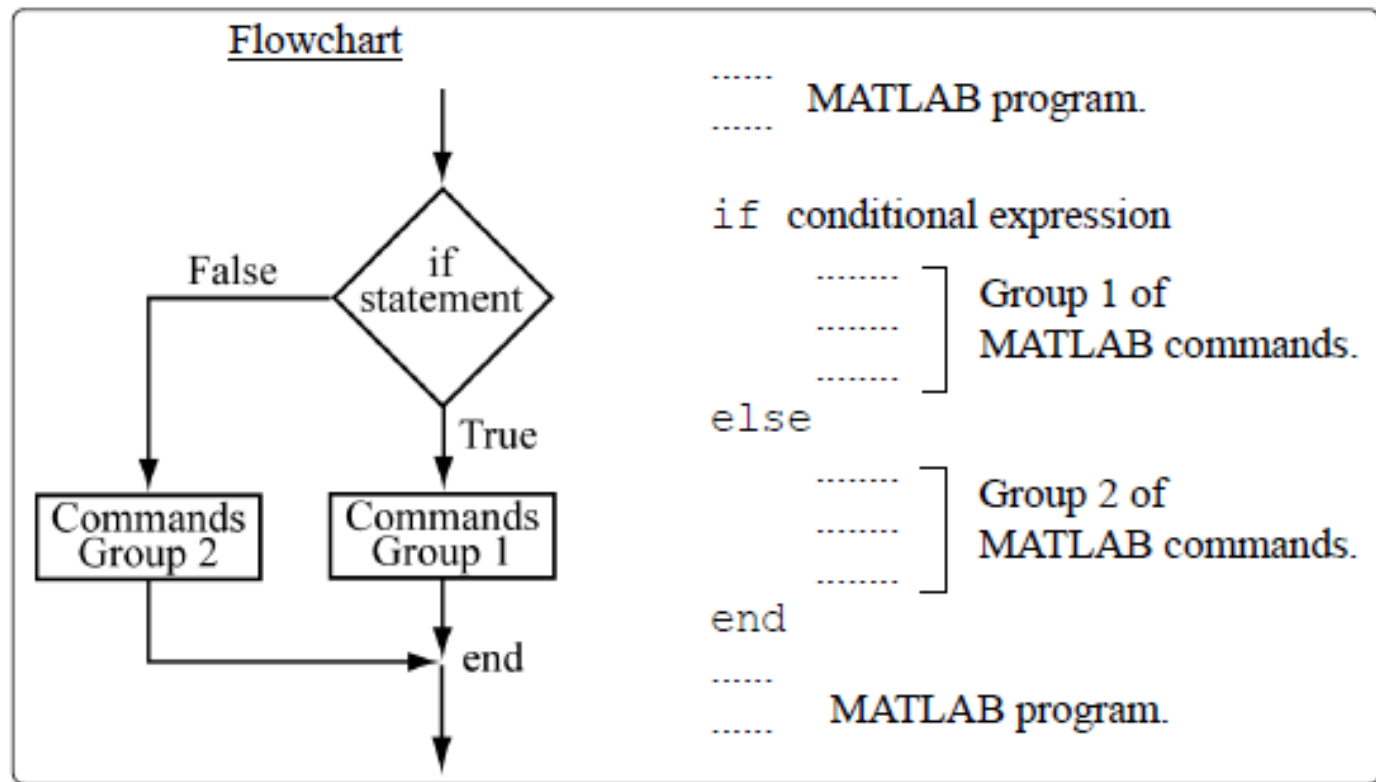 Flowchart
if
statement
False
True
Commands
Group 2
Commands
Group 1
end
MATLAB program.
if conditional expression
Group 1 of
MATLAB commands.
else
Group 2 of
MATLAB commands.
end
MATLAB program.